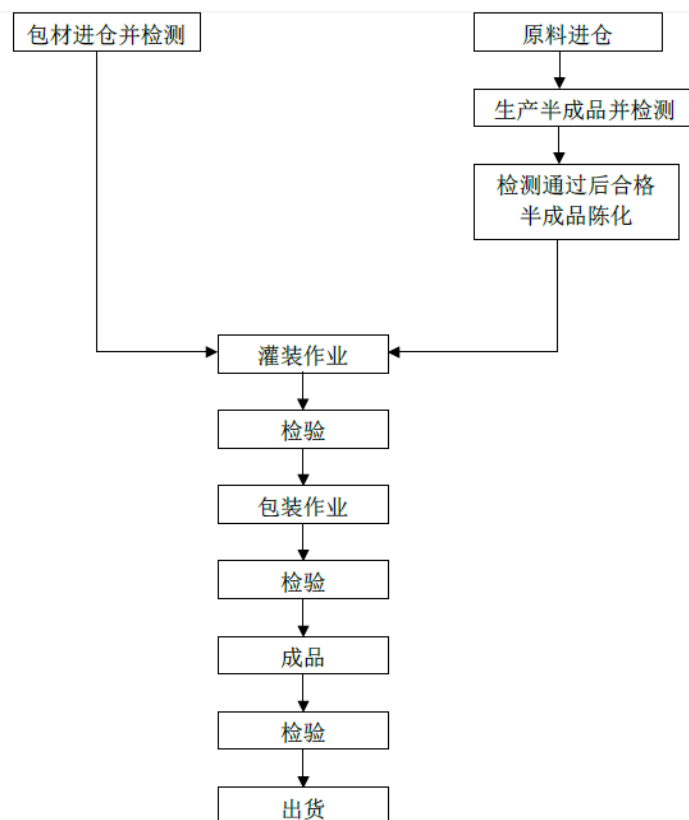 包材进仓并检测
原料进仓
生产半成品并检测
检测通过后合格
半成品陈化
灌装作业
检验
包装作业
检验
成品
检验
出货